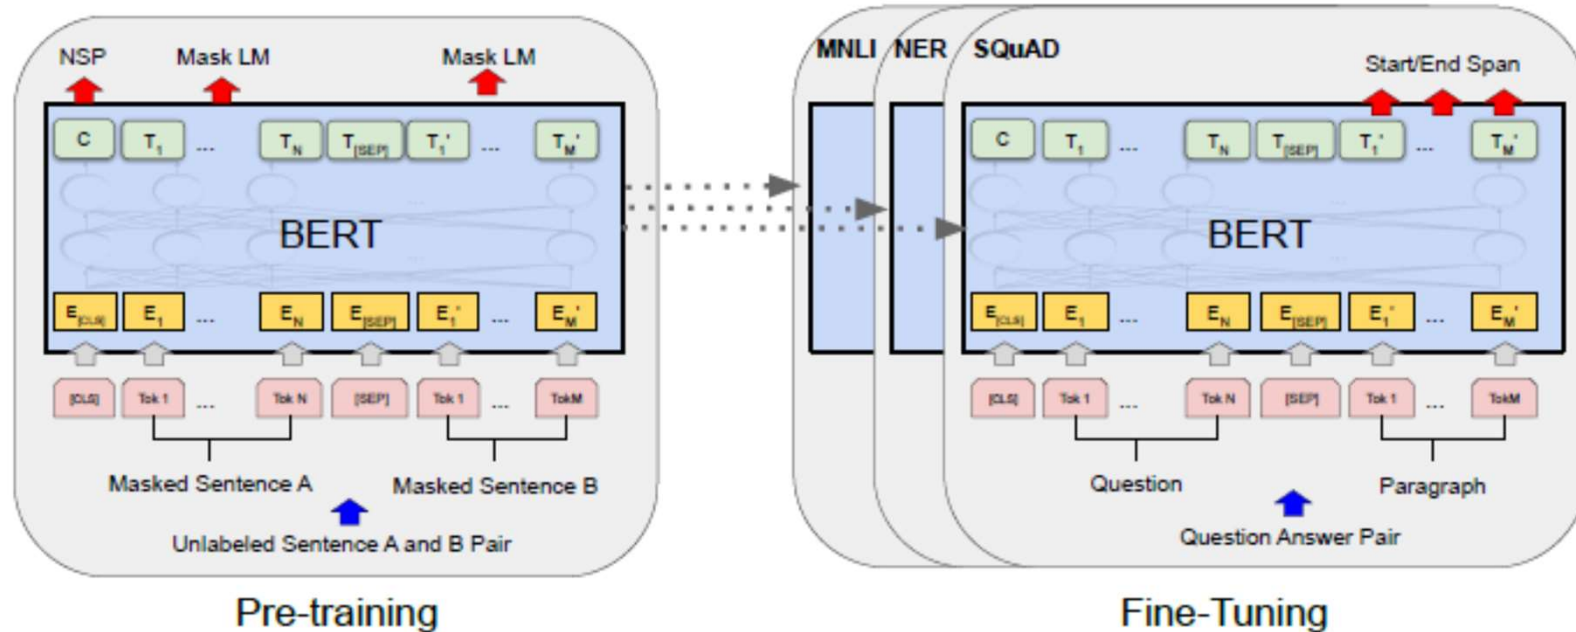 NSP Mask LM Mask LM
C T1 ... TN T[SEP] T1' ... TM'
...
BERT
...
E[CLS] E1 ... EN E[SEP] E1' ... EM'
[CLS] Tok 1 ... Tok N [SEP] Tok 1 ... TokM
Masked Sentence A Masked Sentence B
Unlabeled Sentence A and B Pair
Pre-training
MNLI NER SQuAD
Start/End Span
C T1 ... TN T[SEP] T1' ... TM'
...
BERT
...
E[CLS] E1 ... EN E[SEP] E1' ... EM'
[CLS] Tok 1 ... Tok N [SEP] Tok 1 ... TokM
Question Paragraph
Question Answer Pair
Fine-Tuning